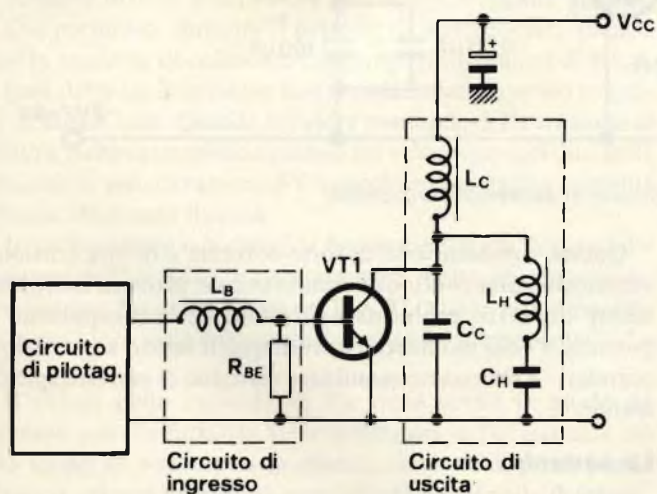 Vcc
+
LC
VT1
LB
LH
Circuito
di pilotag.
RBE
CC
CH
Circuito di
ingresso
Circuito di
uscita